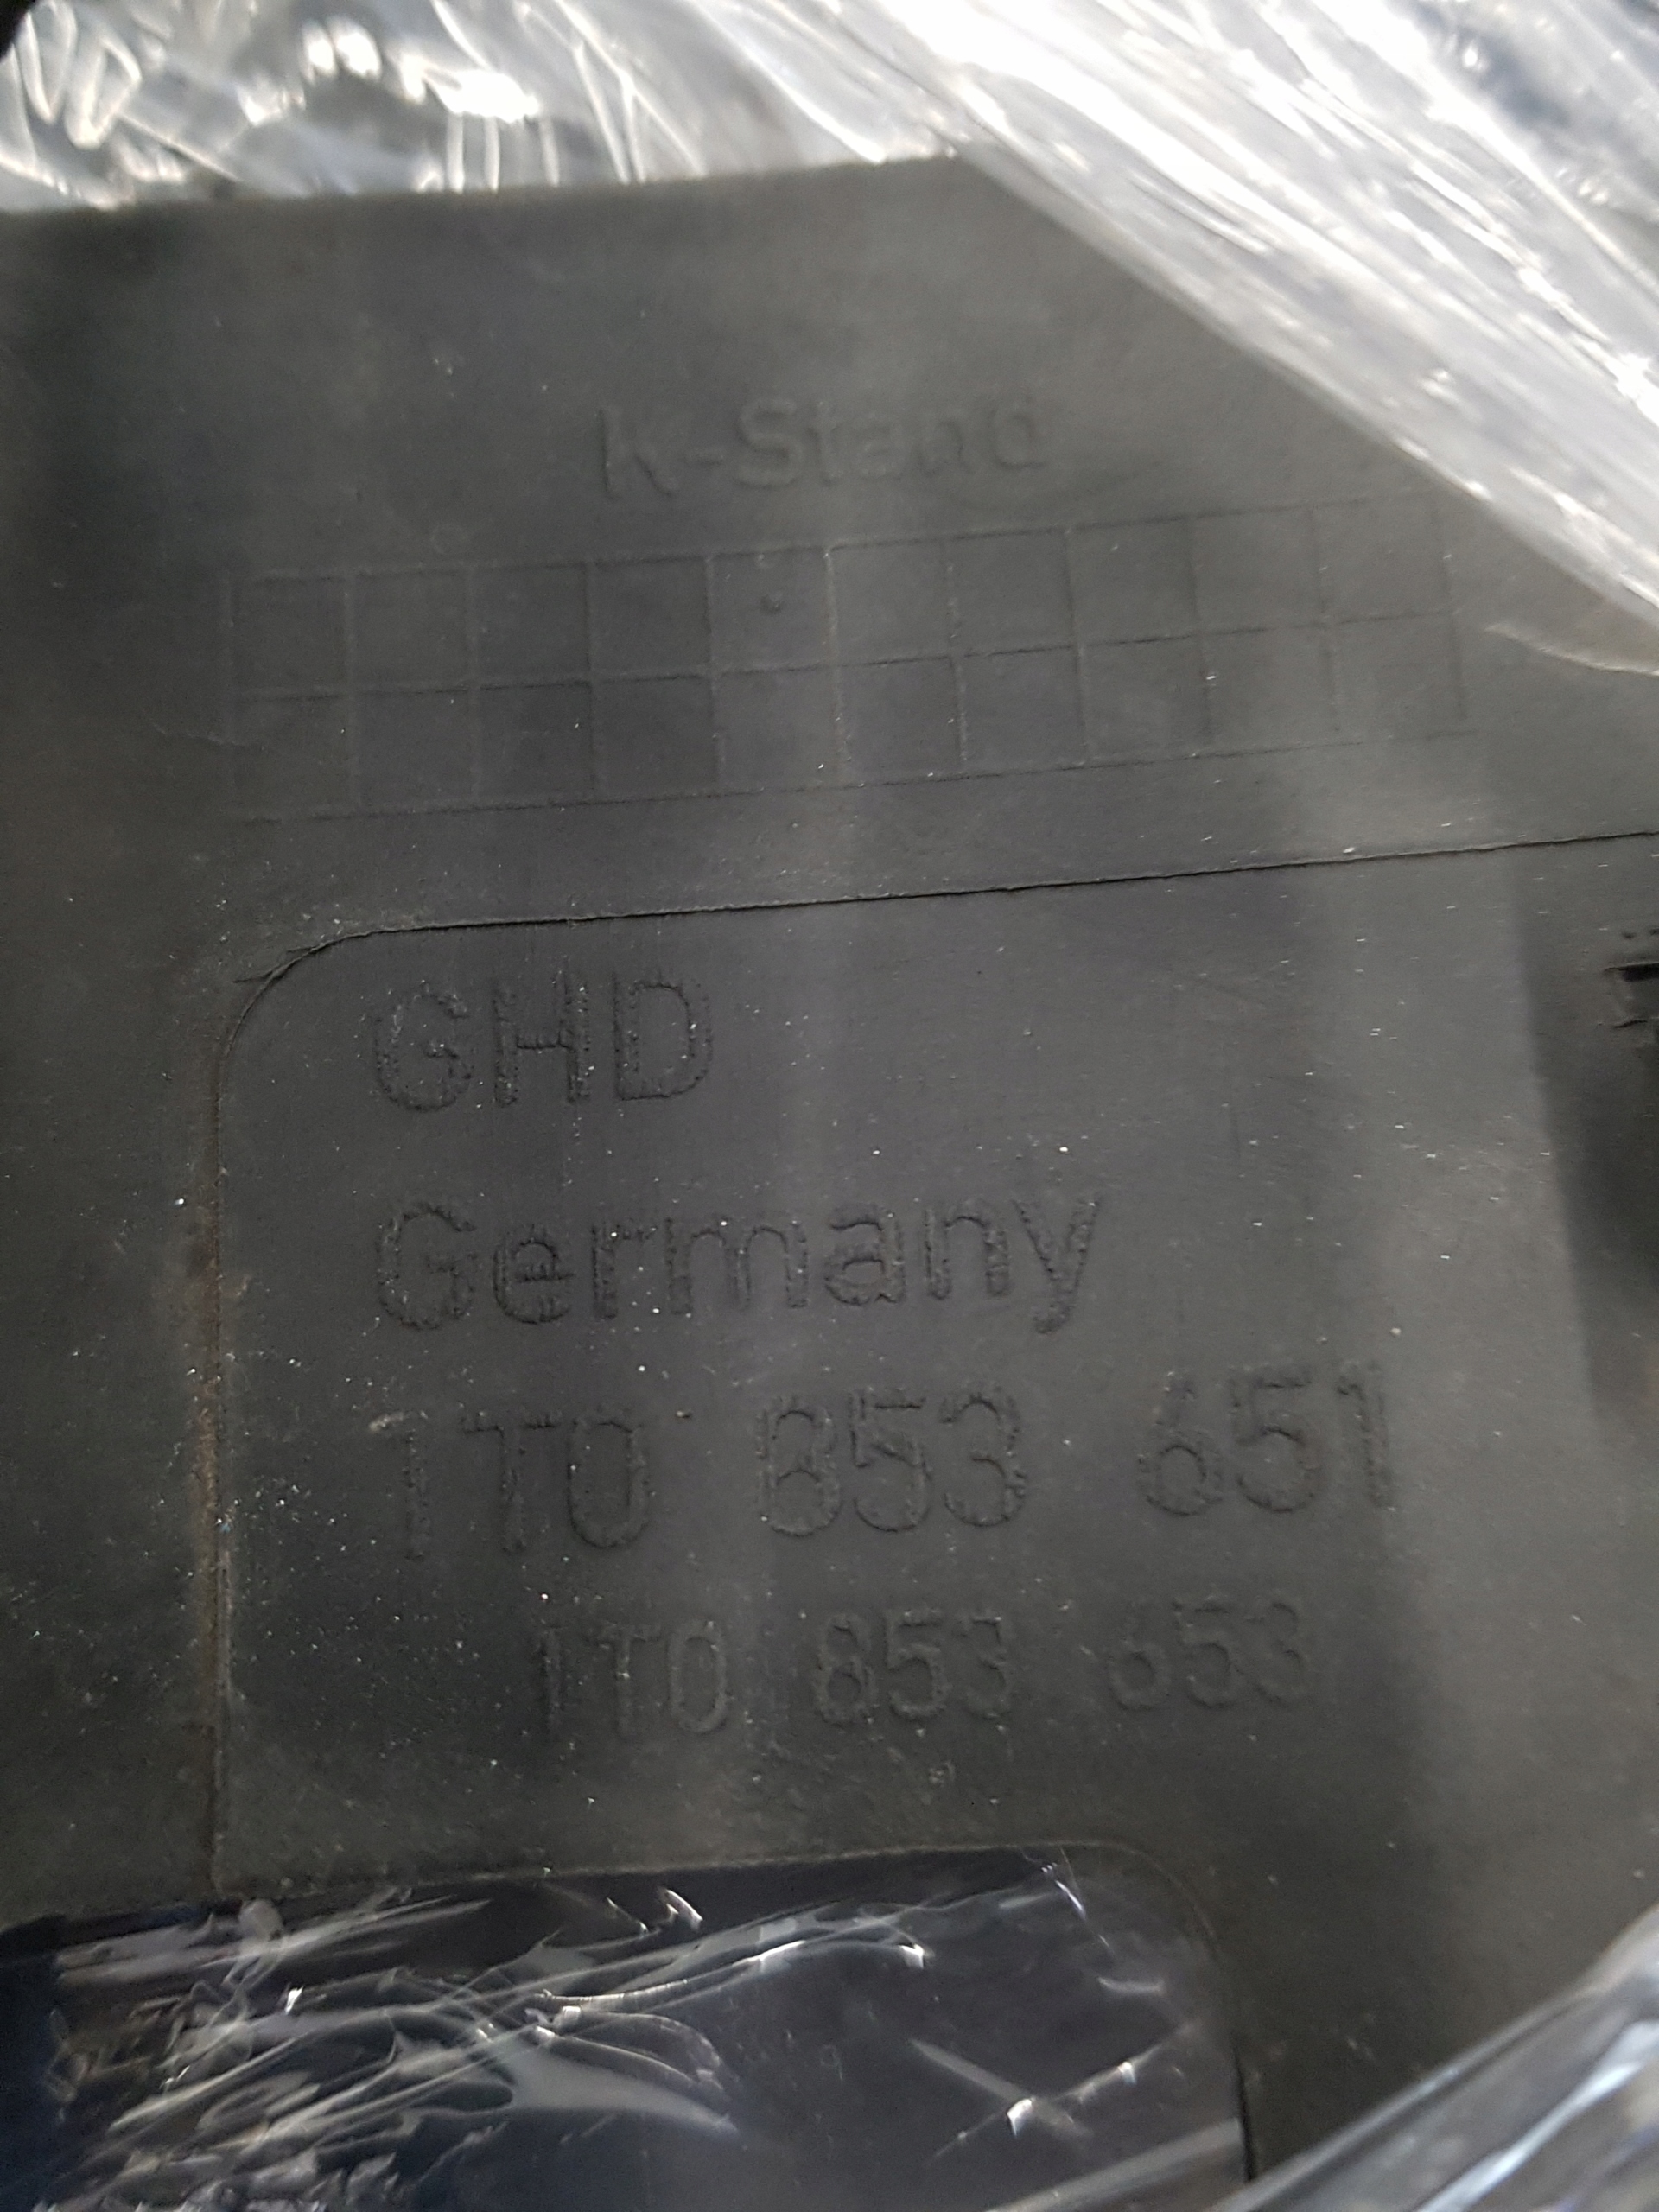 K-Stand
GHD
Germany
1T0 853 651
1T0 853 653